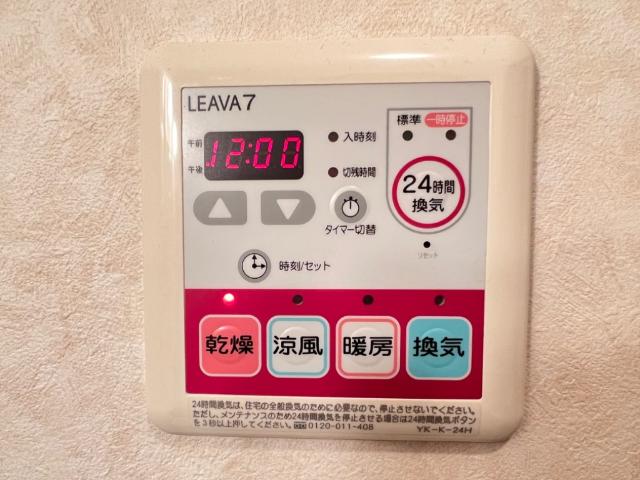 LEAVA7
標準 一時停止
午前
12:00
午後
入時刻
切残時間
24時間
換気
タイマー切替
リセット
時刻/セット
乾燥 涼風 暖房 換気
24時間換気は、住宅の全般換気のために必要なので、停止させないでください。
ただし、メンテナンスのため24時間換気を停止させる場合は24時間換気ボタン
を3秒以上押してください。 0120-011-408 YK-K-24H